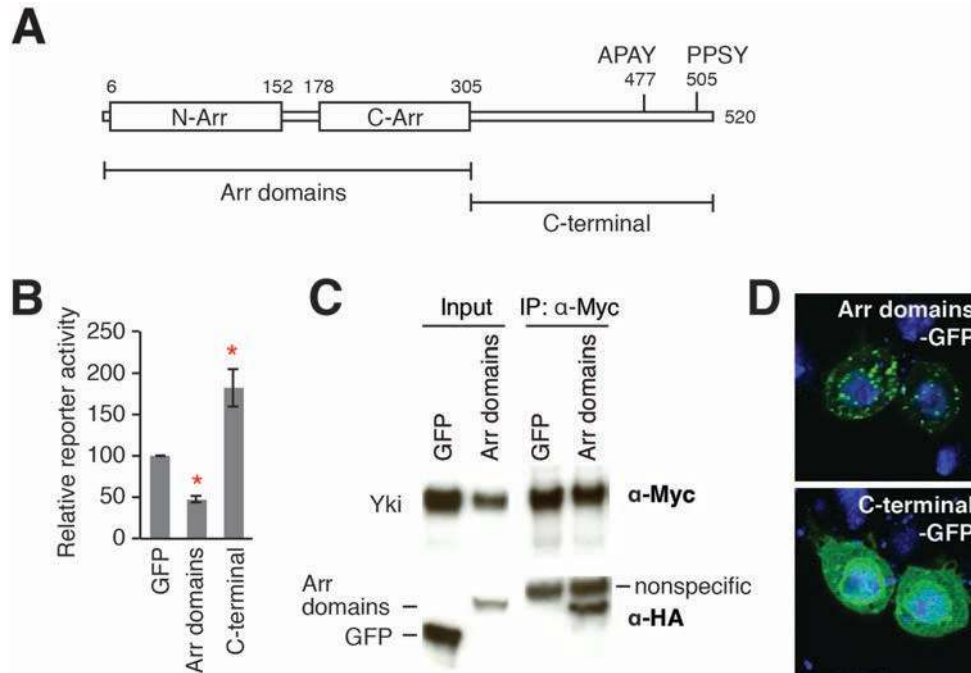 A
APAY PPSY
6 152 178 305 477 505
N-Arr C-Arr 520
Arr domains
C-terminal
B
Relative reporter activity
250
200
150
100
50
0
*
*
GFP
Arr domains
C-terminal
C
Input IP: α-Myc
GFP
Arr domains
GFP
Arr domains
Yki α-Myc
Arr
domains
nonspecific
α-HA
GFP
D
Arr domains
-GFP
C-terminal
-GFP